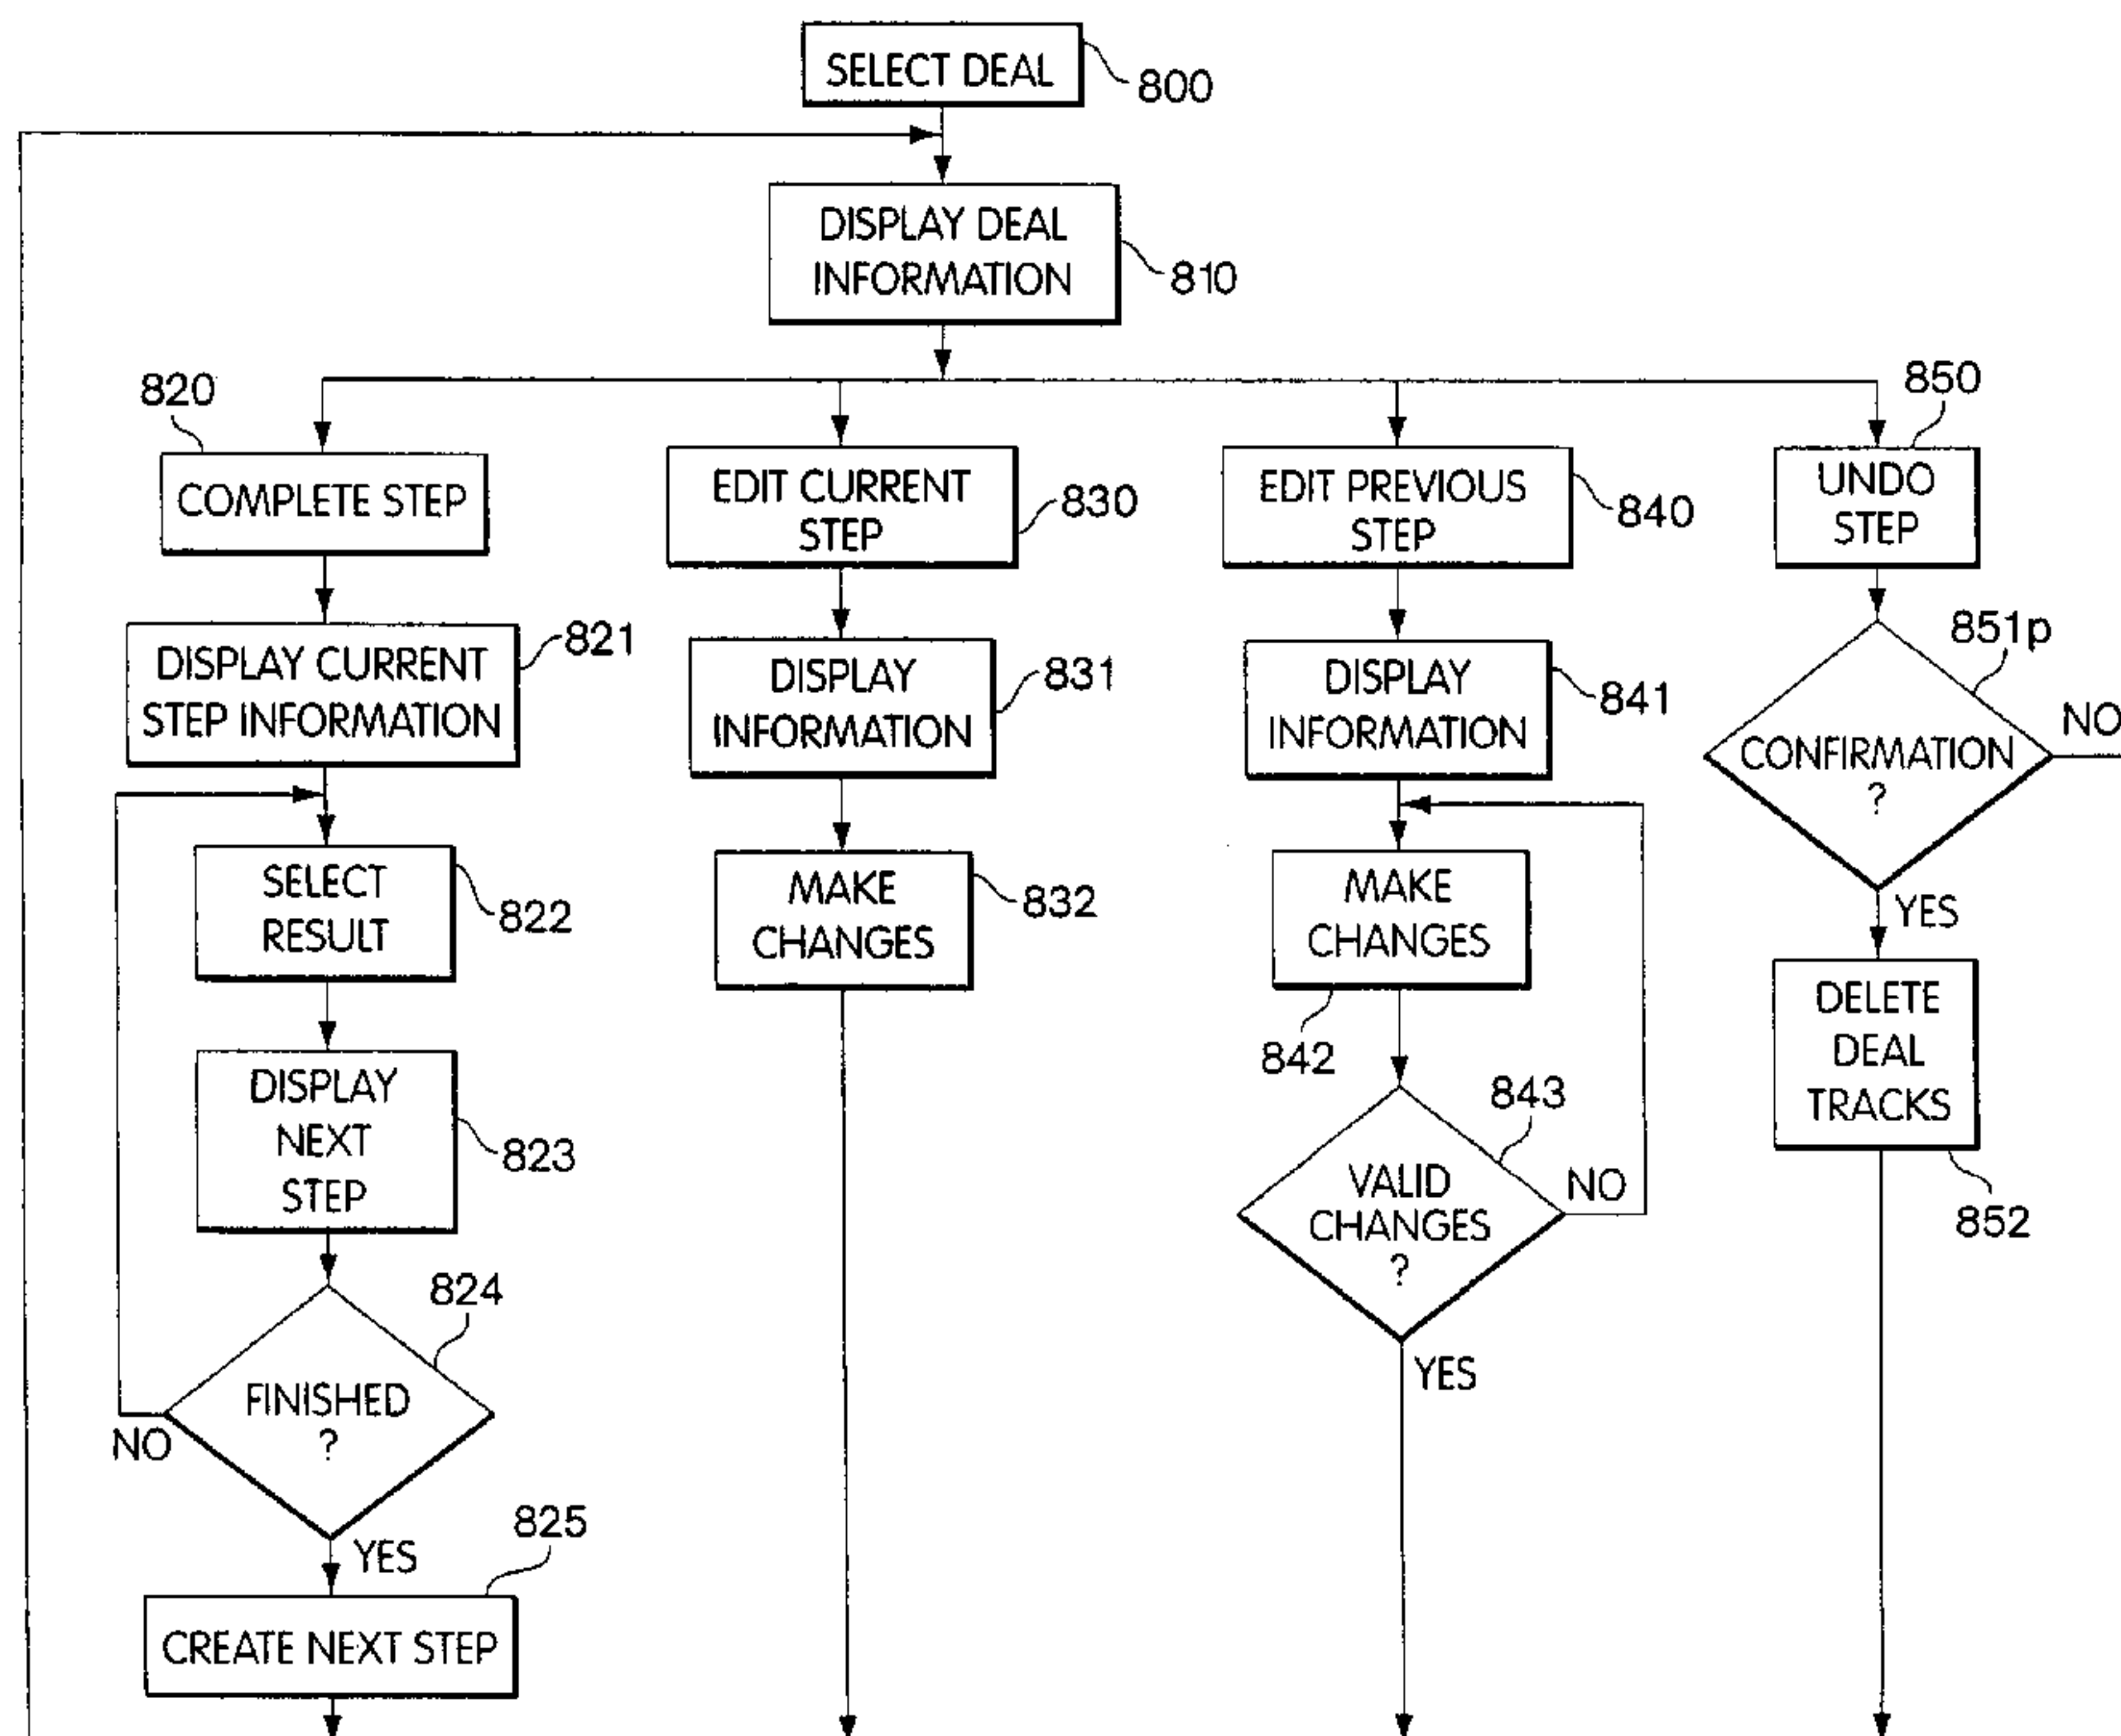 SELECT DEAL
800
DISPLAY DEAL
INFORMATION
810
820
COMPLETE STEP
DISPLAY CURRENT
STEP INFORMATION
821
SELECT
RESULT
822
DISPLAY
NEXT
STEP
823
824
FINISHED
?
NO
YES
825
CREATE NEXT STEP
EDIT CURRENT
STEP
830
DISPLAY
INFORMATION
831
MAKE
CHANGES
832
EDIT PREVIOUS
STEP
840
DISPLAY
INFORMATION
841
MAKE
CHANGES
842
843
VALID
CHANGES
?
NO
YES
850
UNDO
STEP
851p
CONFIRMATION
?
NO
YES
DELETE
DEAL
TRACKS
852